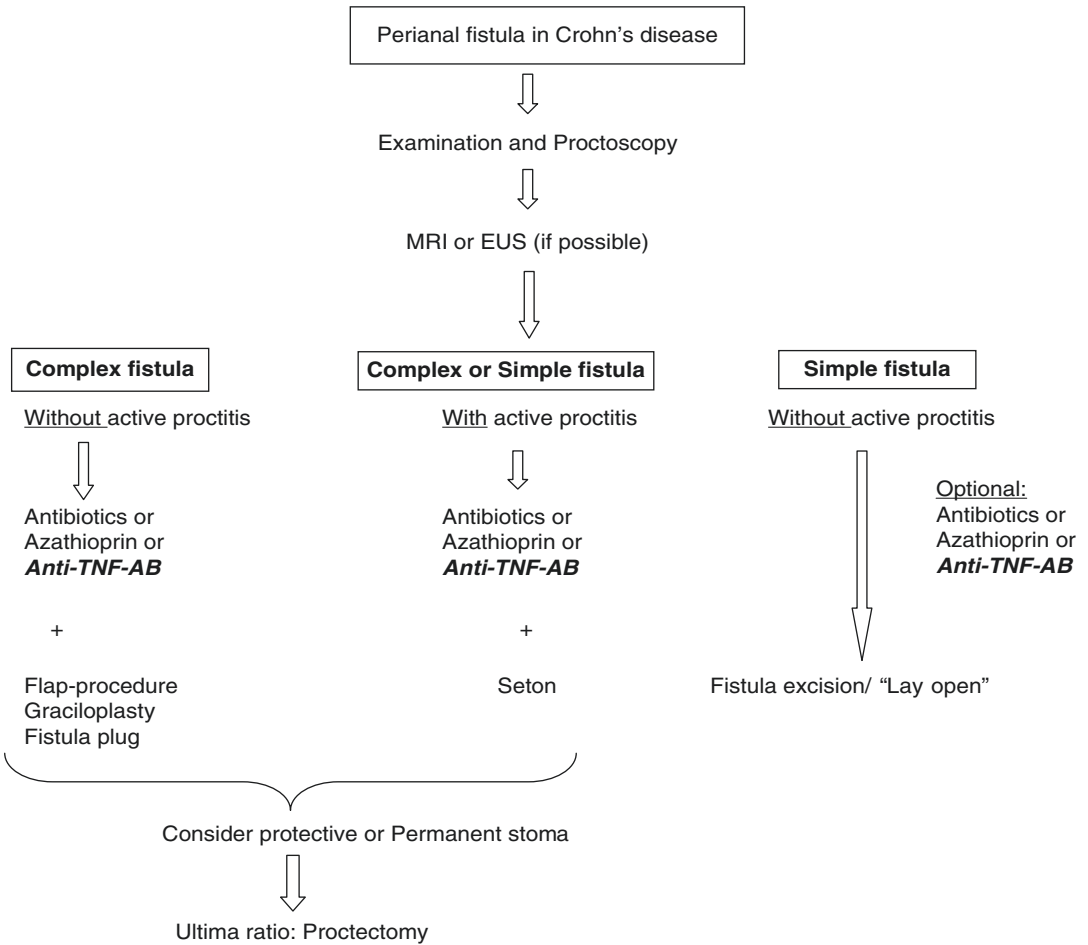 Perianal fistula in Crohn's disease
Examination and Proctoscopy
MRI or EUS (if possible)
Complex fistula
Without active proctitis
Antibiotics or
Azathioprin or
Anti-TNF-AB
+
Flap-procedure
Graciloplasty
Fistula plug
Complex or Simple fistula
With active proctitis
Antibiotics or
Azathioprin or
Anti-TNF-AB
+
Seton
Simple fistula
Without active proctitis
Optional:
Antibiotics or
Azathioprin or
Anti-TNF-AB
Fistula excision/ “Lay open”
Consider protective or Permanent stoma
Ultima ratio: Proctectomy